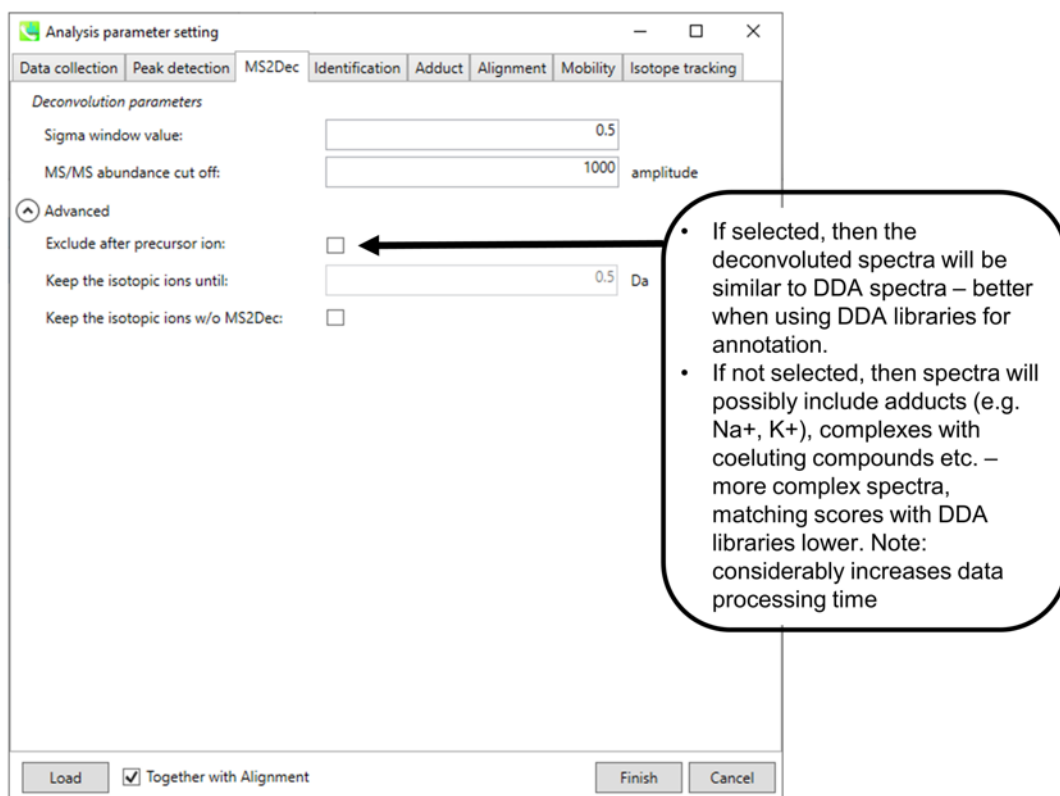 Analysis parameter setting
Data collection Peak detection MS2Dec Identification Adduct Alignment Mobility Isotope tracking
Deconvolution parameters
Sigma window value: 0.5
MS/MS abundance cut off: 1000 amplitude
Advanced
Exclude after precursor ion:
Keep the isotopic ions until: 0.5 Da
Keep the isotopic ions w/o MS2Dec:
• If selected, then the
deconvoluted spectra will be
similar to DDA spectra – better
when using DDA libraries for
annotation.
• If not selected, then spectra will
possibly include adducts (e.g.
Na+, K+), complexes with
coeluting compounds etc. –
more complex spectra,
matching scores with DDA
libraries lower. Note:
considerably increases data
processing time
Load Together with Alignment Finish Cancel